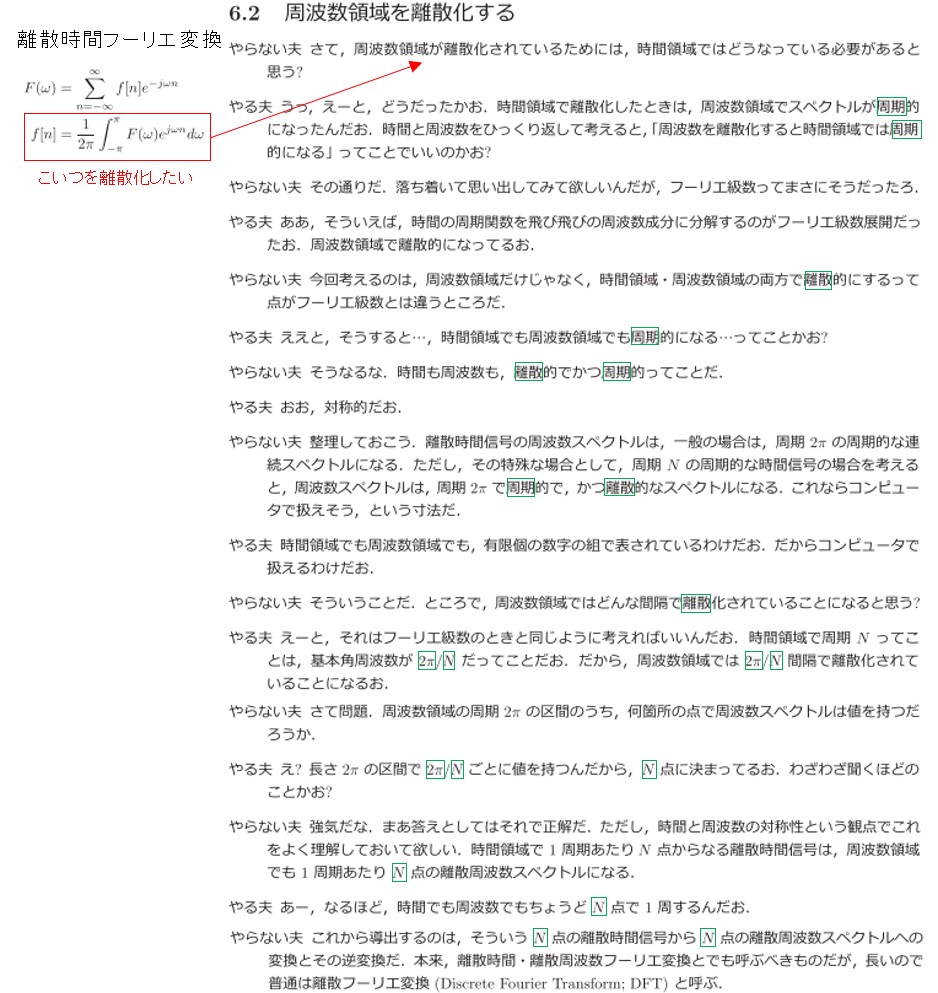 離散時間フーリエ変換
F(ω) = ∑_{n=−∞}^{∞} f[n]e^{−jωn}
f[n] = \frac{1}{2π} ∫_{−π}^{π} F(ω)e^{jωn}dω
こいつを離散化したい
6.2 周波数領域を離散化する
やらない夫 さて，周波数領域が離散化されているためには，時間領域ではどうなっている必要があると
思う?
やる夫 うっ，えーと，どうだったかお．時間領域で離散化したときは，周波数領域でスペクトルが周期的
になったんだお．時間と周波数をひっくり返して考えると，「周波数を離散化すると時間領域では周期
的になる」ってことでいいのかお?
やらない夫 その通りだ．落ち着いて思い出してみて欲しいんだが，フーリエ級数ってまさにそうだったろ．
やる夫 ああ，そういえば，時間の周期関数を飛び飛びの周波数成分に分解するのがフーリエ級数展開だっ
たお．周波数領域で離散的になってるお．
やらない夫 今回考えるのは，周波数領域だけじゃなく，時間領域・周波数領域の両方で離散的にするって
点がフーリエ級数とは違うところだ．
やる夫 ええと，そうすると…，時間領域でも周波数領域でも周期的になる…ってことかお?
やらない夫 そうなるな．時間も周波数も，離散的でかつ周期的ってことだ．
やる夫 おお，対称的だお．
やらない夫 整理しておこう．離散時間信号の周波数スペクトルは，一般の場合は，周期 2π の周期的な連
続スペクトルになる．ただし，その特殊な場合として，周期 N の周期的な時間信号の場合を考える
と，周波数スペクトルは，周期 2π で周期的で，かつ離散的なスペクトルになる．これならコンピュー
タで扱えそう，という寸法だ．
やる夫 時間領域でも周波数領域でも，有限個の数字の組で表されているわけだお．だからコンピュータで
扱えるわけだお．
やらない夫 そういうことだ．ところで，周波数領域ではどんな間隔で離散化されていることになると思う?
やる夫 えーと，それはフーリエ級数のときと同じように考えればいいんだお．時間領域で周期 N ってこ
とは，基本角周波数が 2π/N だってことだお．だから，周波数領域では 2π/N 間隔で離散化されて
いることになるお．
やらない夫 さて問題．周波数領域の周期 2π の区間のうち，何箇所の点で周波数スペクトルは値を持つだ
ろうか．
やる夫 え? 長さ 2π の区間で 2π/N ごとに値を持つんだから，N 点に決まってるお．わざわざ聞くほどの
ことかお?
やらない夫 強気だな．まあ答えとしてはそれで正解だ．ただし，時間と周波数の対称性という観点でこれ
をよく理解しておいて欲しい．時間領域で 1 周期あたり N 点からなる離散時間信号は，周波数領域
でも 1 周期あたり N 点の離散周波数スペクトルになる．
やる夫 あー，なるほど，時間でも周波数でもちょうど N 点で 1 周するんだお．
やらない夫 これから導出するのは，そういう N 点の離散時間信号から N 点の離散周波数スペクトルへの
変換とその逆変換だ．本来，離散時間・離散周波数フーリエ変換とでも呼ぶべきものだが，長いので
普通は離散フーリエ変換 (Discrete Fourier Transform; DFT) と呼ぶ．